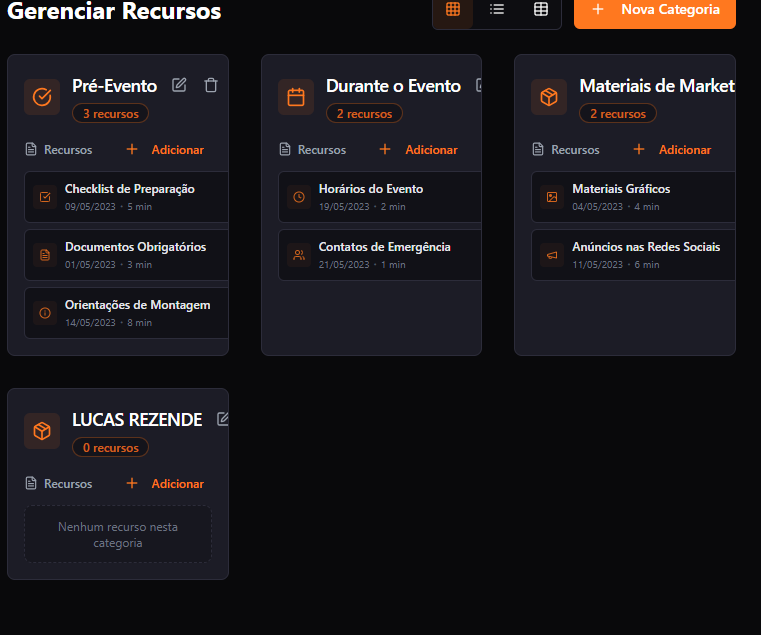 Gerenciar Recursos
Nova Categoria
Pré-Evento
3 recursos
Recursos
Adicionar
Checklist de Preparação
09/05/2023 · 5 min
Documentos Obrigatórios
01/05/2023 · 3 min
Orientações de Montagem
14/05/2023 · 8 min
Durante o Evento
2 recursos
Recursos
Adicionar
Horários do Evento
19/05/2023 · 2 min
Contatos de Emergência
21/05/2023 · 1 min
Materiais de Market
2 recursos
Recursos
Adicionar
Materiais Gráficos
04/05/2023 · 4 min
Anúncios nas Redes Sociais
11/05/2023 · 6 min
LUCAS REZENDE
0 recursos
Recursos
Adicionar
Nenhum recurso nesta
categoria